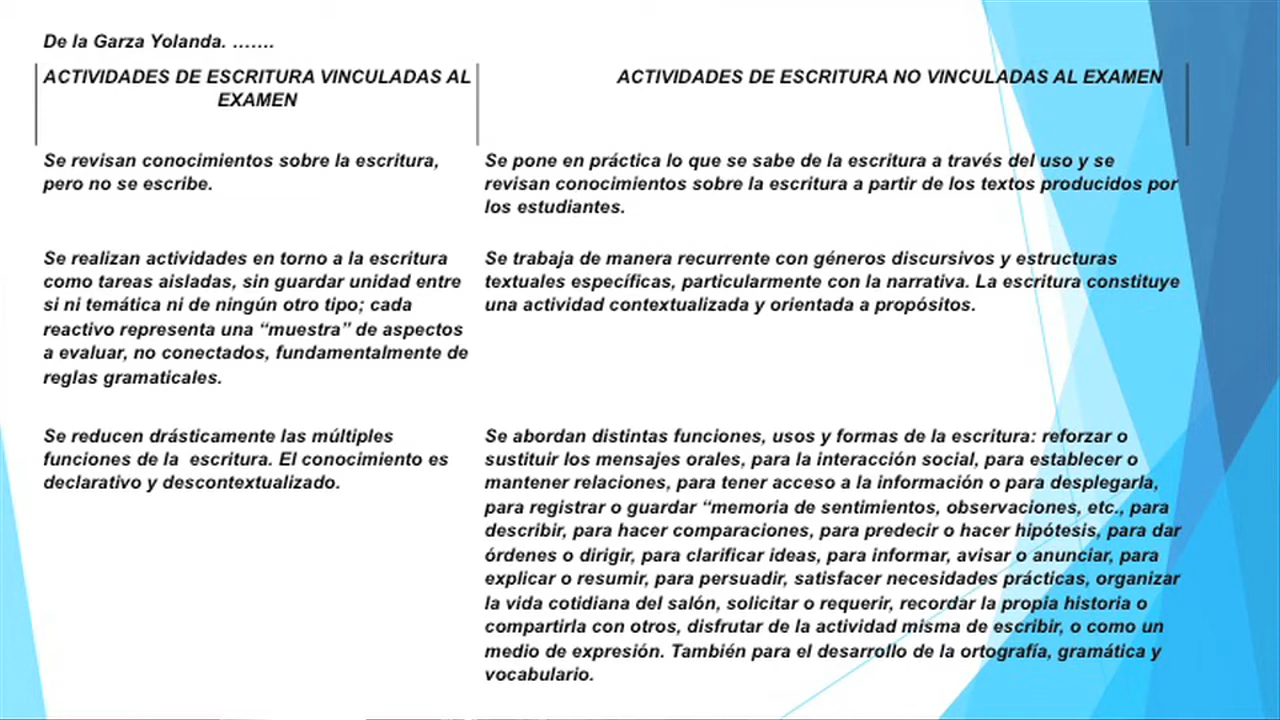 De la Garza Yolanda. …….
ACTIVIDADES DE ESCRITURA VINCULADAS AL
EXAMEN
ACTIVIDADES DE ESCRITURA NO VINCULADAS AL EXAMEN
Se revisan conocimientos sobre la escritura,
pero no se escribe.
Se pone en práctica lo que se sabe de la escritura a través del uso y se
revisan conocimientos sobre la escritura a partir de los textos producidos por
los estudiantes.
Se realizan actividades en torno a la escritura
como tareas aisladas, sin guardar unidad entre
si ni temática ni de ningún otro tipo; cada
reactivo representa una “muestra” de aspectos
a evaluar, no conectados, fundamentalmente de
reglas gramaticales.
Se trabaja de manera recurrente con géneros discursivos y estructuras
textuales específicas, particularmente con la narrativa. La escritura constituye
una actividad contextualizada y orientada a propósitos.
Se reducen drásticamente las múltiples
funciones de la  escritura. El conocimiento es
declarativo y descontextualizado.
Se abordan distintas funciones, usos y formas de la escritura: reforzar o
sustituir los mensajes orales, para la interacción social, para establecer o
mantener relaciones, para tener acceso a la información o para desplegarla,
para registrar o guardar “memoria de sentimientos, observaciones, etc., para
describir, para hacer comparaciones, para predecir o hacer hipótesis, para dar
órdenes o dirigir, para clarificar ideas, para informar, avisar o anunciar, para
explicar o resumir, para persuadir, satisfacer necesidades prácticas, organizar
la vida cotidiana del salón, solicitar o requerir, recordar la propia historia o
compartirla con otros, disfrutar de la actividad misma de escribir, o como un
medio de expresión. También para el desarrollo de la ortografía, gramática y
vocabulario.